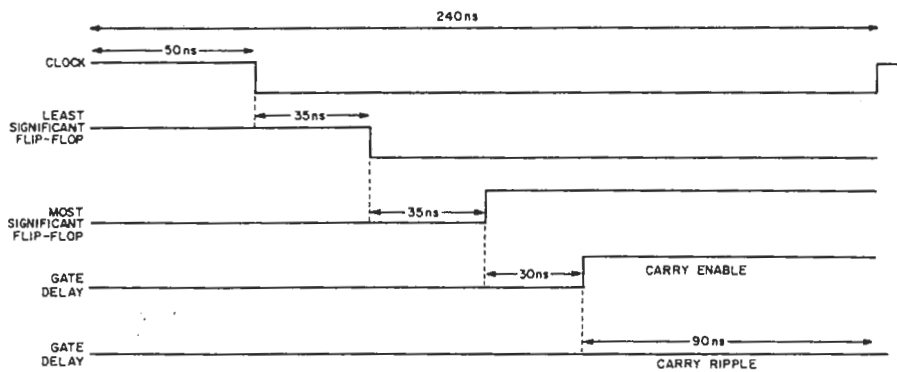 240ns
50ns
CLOCK
LEAST
SIGNIFICANT
FLIP-FLOP
35ns
MOST
SIGNIFICANT
FLIP-FLOP
35ns
GATE
DELAY
30ns
CARRY ENABLE
GATE
DELAY
90ns
CARRY RIPPLE